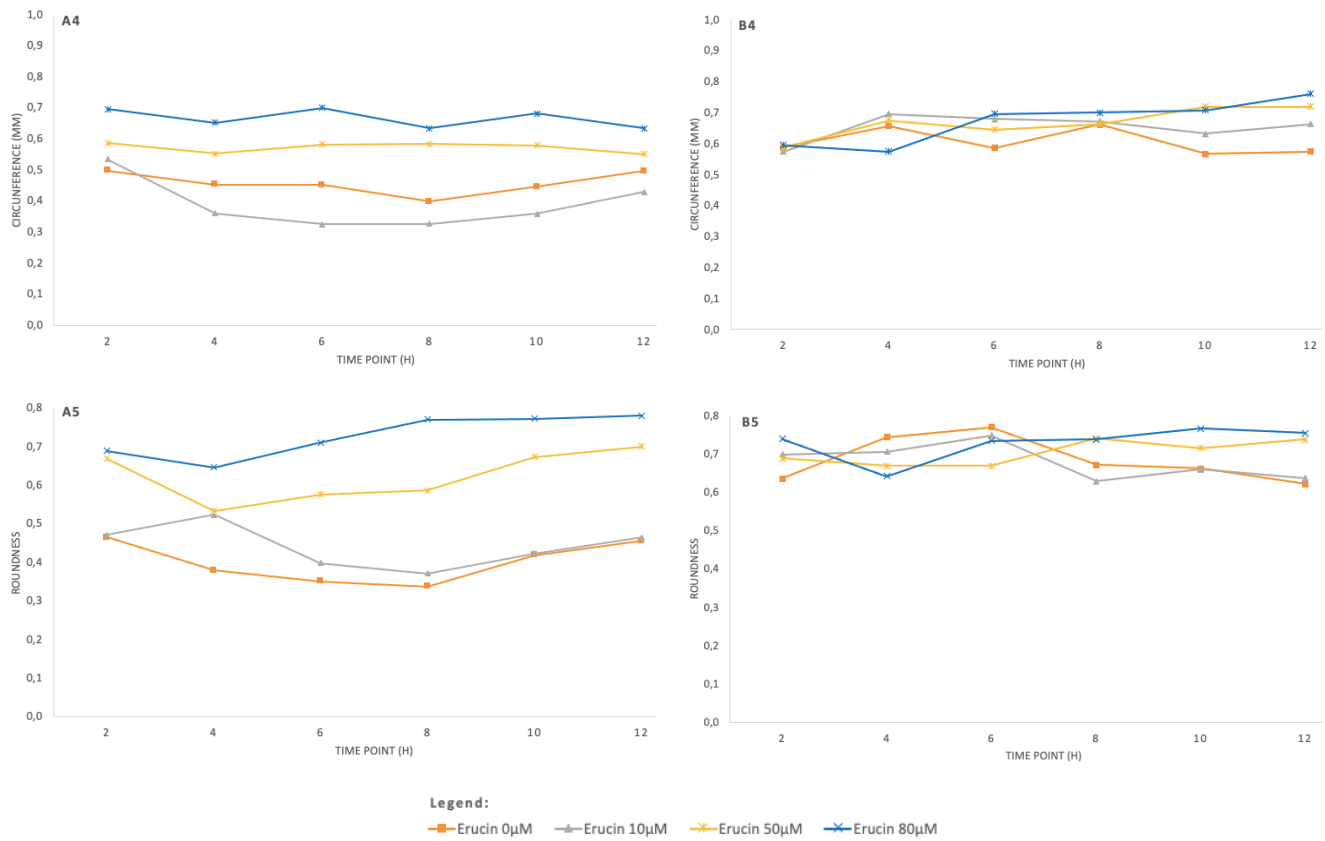 A4
1,0
0,9
0,8
0,7
0,6
0,5
0,4
0,3
0,2
0,1
0,0
CIRCUNFERENCE (MM)
2 4 6 8 10 12
TIME POINT (H)
B4
1,0
0,9
0,8
0,7
0,6
0,5
0,4
0,3
0,2
0,1
0,0
CIRCUNFERENCE (MM)
2 4 6 8 10 12
TIME POINT (H)
A5
0,8
0,7
0,6
0,5
0,4
0,3
0,2
0,1
0,0
ROUNDNESS
2 4 6 8 10 12
TIME POINT (H)
B5
0,8
0,7
0,6
0,5
0,4
0,3
0,2
0,1
0,0
ROUNDNESS
2 4 6 8 10 12
TIME POINT (H)
Legend:
Erucin 0µM Erucin 10µM Erucin 50µM Erucin 80µM